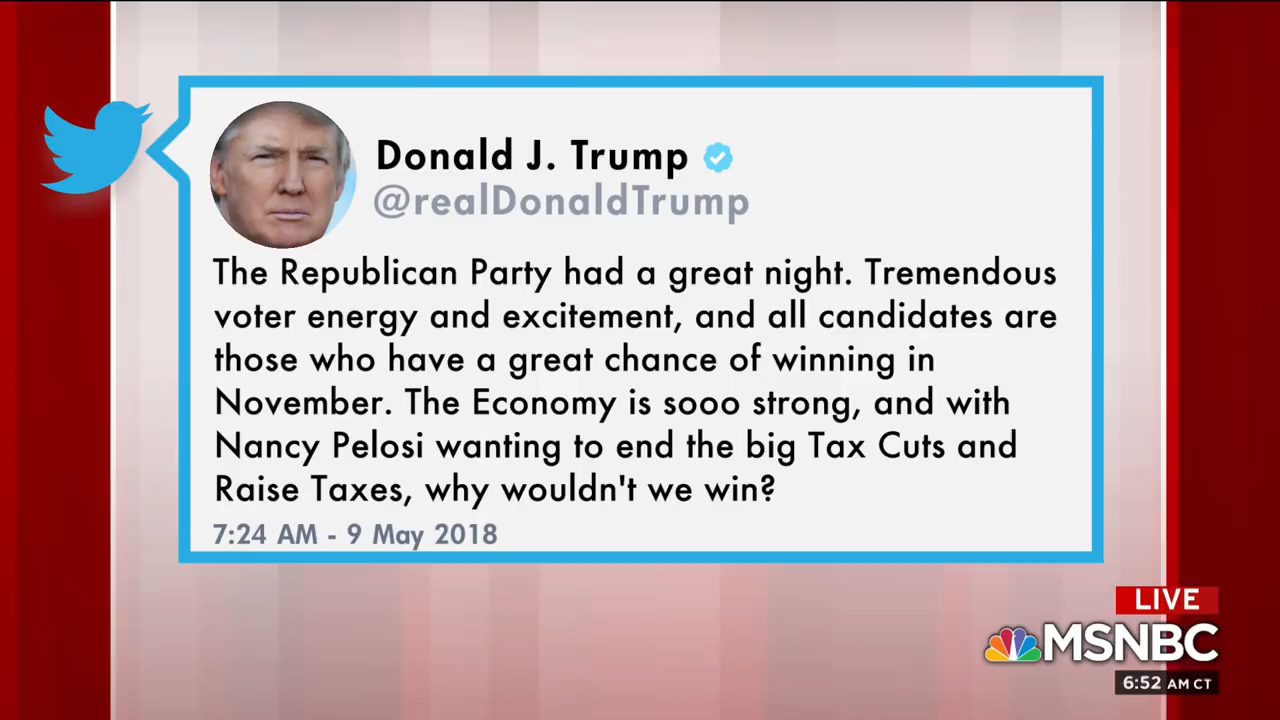 Donald J. Trump
@realDonaldTrump
The Republican Party had a great night. Tremendous
voter energy and excitement, and all candidates are
those who have a great chance of winning in
November. The Economy is sooo strong, and with
Nancy Pelosi wanting to end the big Tax Cuts and
Raise Taxes, why wouldn't we win?
7:24 AM - 9 May 2018
LIVE
MSNBC
6:52 AM CT